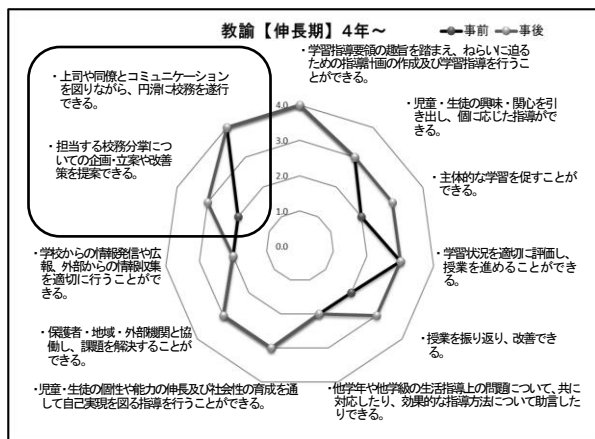 教諭【伸長期】4年~
事前
事後
・学習指導要領の趣旨を踏まえ、ねらいに迫る
ための指導計画の作成及び学習指導を行うこ
とができる。
・上司や同僚とコミュニケーション
を図りながら、円滑に校務を遂行
できる。
・児童・生徒の興味・関心を引
き出し、個に応じた指導がで
きる。
・担当する校務分掌につ
いての企画・立案や改善
策を提案できる。
・主体的な学習を促すことが
できる。
4.0
3.0
2.0
1.0
0.0
・学校からの情報発信や広
報、外部からの情報収集
を適切に行うことができ
る。
・学習状況を適切に評価し、
授業を進めることができ
る。
・保護者・地域・外部機関と協
働し、課題を解決することが
できる。
・授業を振り返り、改善でき
る。
・児童・生徒の個性や能力の伸長及び社会性の育成を通
して自己実現を図る指導を行うことができる。
・他学年や他学級の生活指導上の問題について、共に
対応したり、効果的な指導方法について助言した
りできる。